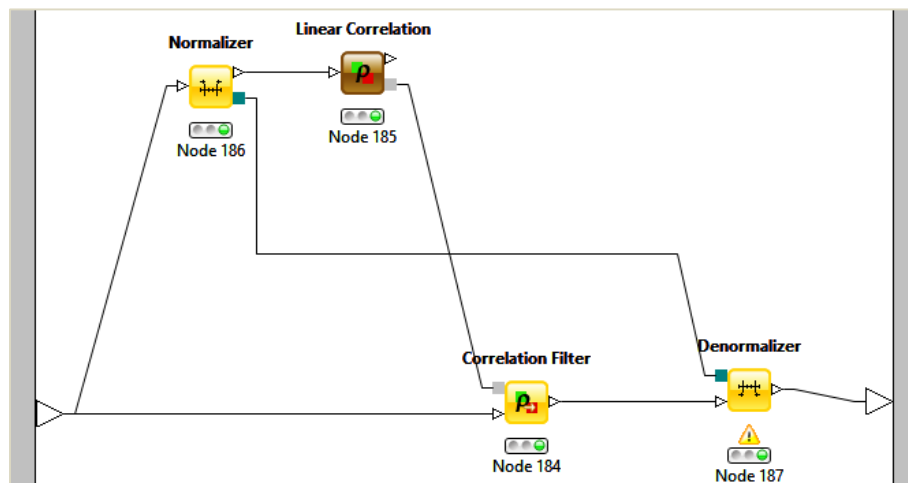 Linear Correlation
Normalizer
Node 185
Node 186
Denormalizer
Correlation Filter
Node 184
Node 187